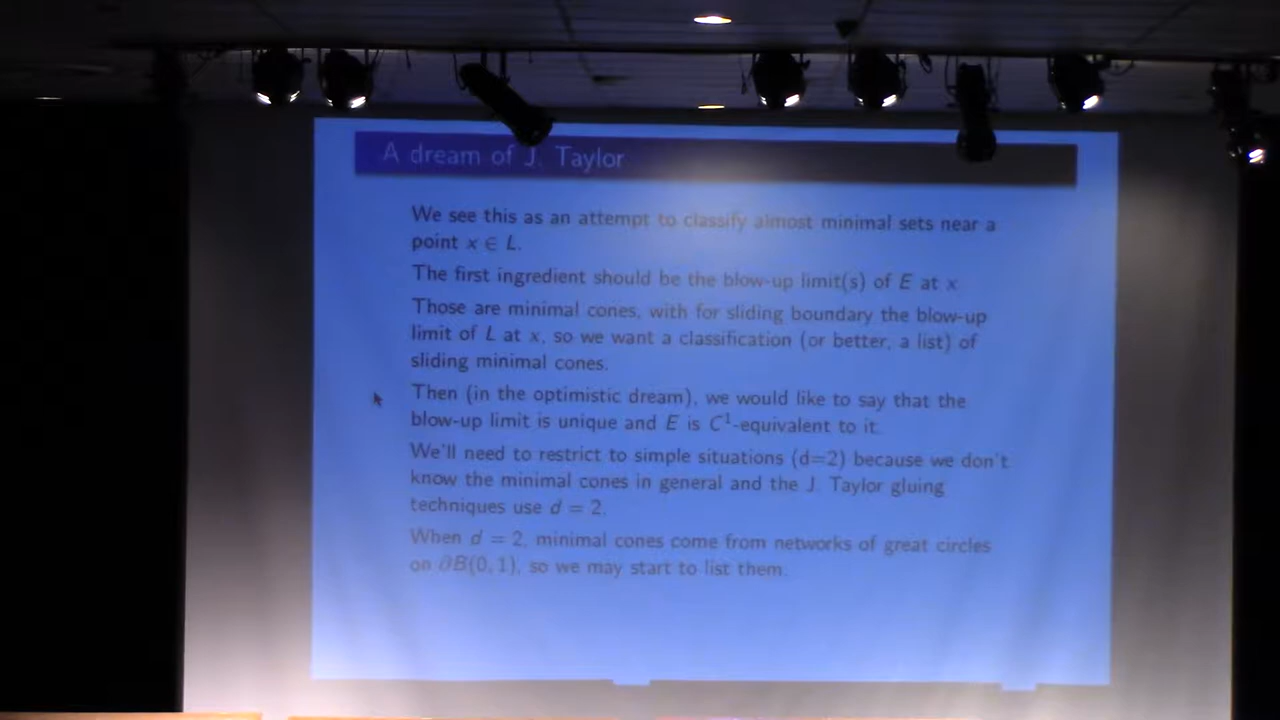 A dream of J. Taylor
We see this as an attempt to classify almost minimal sets near a
point x ∈ L.
The first ingredient should be the blow-up limit(s) of E at x
Those are minimal cones, with for sliding boundary the blow-up
limit of L at x, so we want a classification (or better, a list) of
sliding minimal cones.
Then (in the optimistic dream), we would like to say that the
blow-up limit is unique and E is C¹-equivalent to it.
We'll need to restrict to simple situations (d=2) because we don't
know the minimal cones in general and the J. Taylor gluing
techniques use d = 2.
When d = 2, minimal cones come from networks of great circles
on ∂B(0, 1), so we may start to list them.